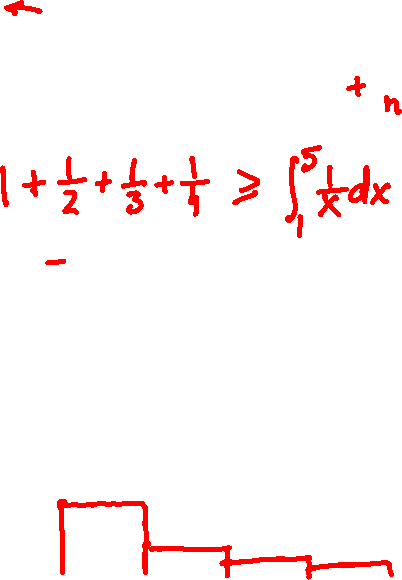 + n
1 + 1/2 + 1/3 + 1/4 ≥ ∫₁⁵ 1/x dx